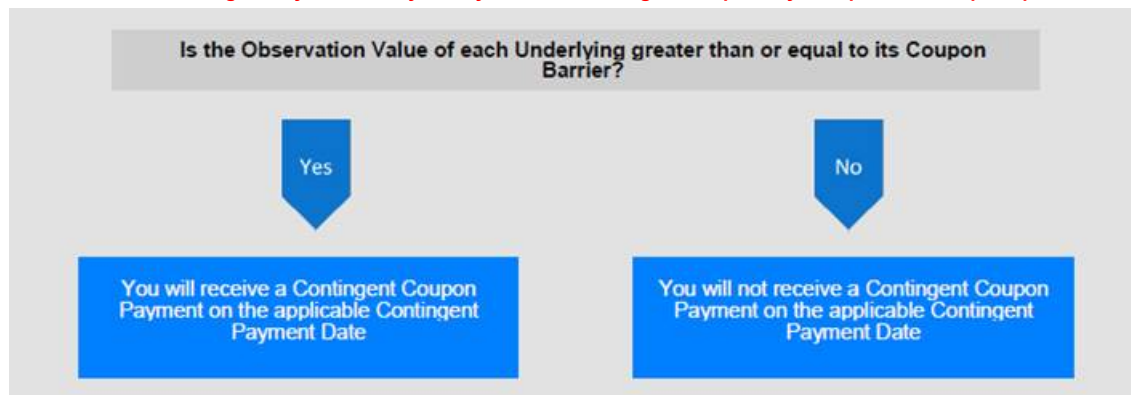 Is the Observation Value of each Underlying greater than or equal to its Coupon
Barrier?
Yes
No
You will receive a Contingent Coupon
Payment on the applicable Contingent
Payment Date
You will not receive a Contingent Coupon
Payment on the applicable Contingent
Payment Date